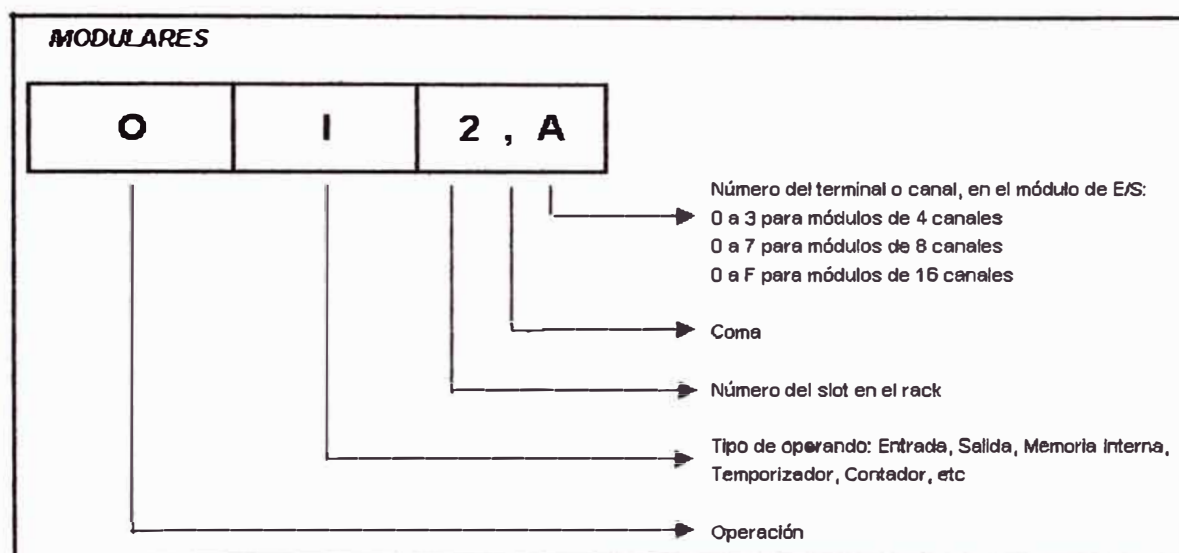 MODULARES
O I 2 , A
Número del terminal o canal, en el módulo de E/S:
0 a 3 para módulos de 4 canales
0 a 7 para módulos de 8 canales
0 a F para módulos de 16 canales
Coma
Número del slot en el rack
Tipo de operando: Entrada, Salida, Memoria Interna,
Temporizador, Contador, etc
Operación